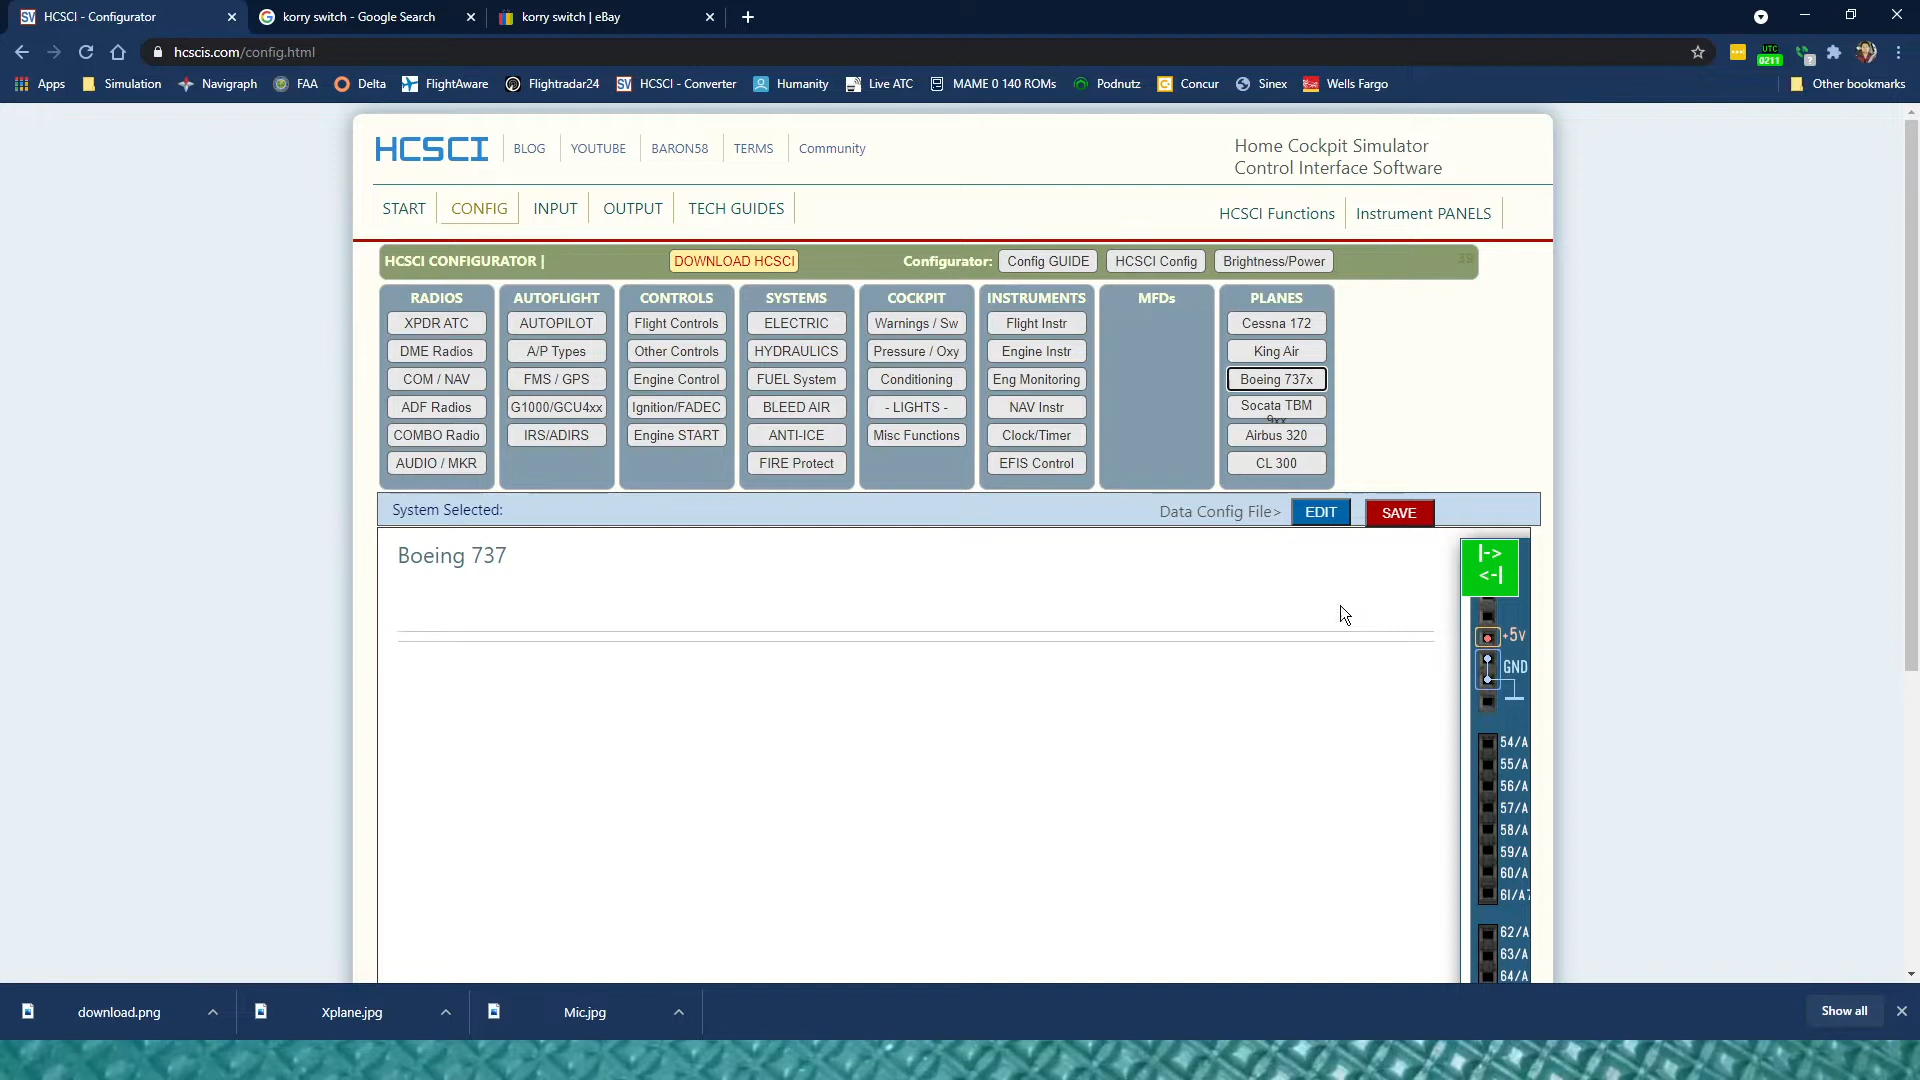 HCSCI - Configurator
korry switch - Google Search
korry switch | eBay
hcscis.com/config.html
UTC
0211
Apps
Simulation
Navigraph
FAA
Delta
FlightAware
Flightradar24
HCSCI - Converter
Humanity
Live ATC
MAME 0 140 ROMs
Podnutz
Concur
Sinex
Wells Fargo
Other bookmarks
HCSCI
BLOG
YOUTUBE
BARON58
TERMS
Community
Home Cockpit Simulator
Control Interface Software
START
CONFIG
INPUT
OUTPUT
TECH GUIDES
HCSCI Functions
Instrument PANELS
HCSCI CONFIGURATOR |
DOWNLOAD HCSCI
Configurator:
Config GUIDE
HCSCI Config
Brightness/Power
39
RADIOS
XPDR ATC
DME Radios
COM / NAV
ADF Radios
COMBO Radio
AUDIO / MKR
AUTOFLIGHT
AUTOPILOT
A/P Types
FMS / GPS
G1000/GCU4xx
IRS/ADIRS
CONTROLS
Flight Controls
Other Controls
Engine Control
Ignition/FADEC
Engine START
SYSTEMS
ELECTRIC
HYDRAULICS
FUEL System
BLEED AIR
ANTI-ICE
FIRE Protect
COCKPIT
Warnings / Sw
Pressure / Oxy
Conditioning
- LIGHTS -
Misc Functions
INSTRUMENTS
Flight Instr
Engine Instr
Eng Monitoring
NAV Instr
Clock/Timer
EFIS Control
MFDs
PLANES
Cessna 172
King Air
Boeing 737x
Socata TBM
9xx
Airbus 320
CL 300
System Selected:
Data Config File>
EDIT
SAVE
Boeing 737
|->
<-|
+5V
GND
54/A
55/A
56/A
57/A
58/A
59/A
60/A
61/A7
62/A
63/A
64/A
download.png
Xplane.jpg
Mic.jpg
Show all